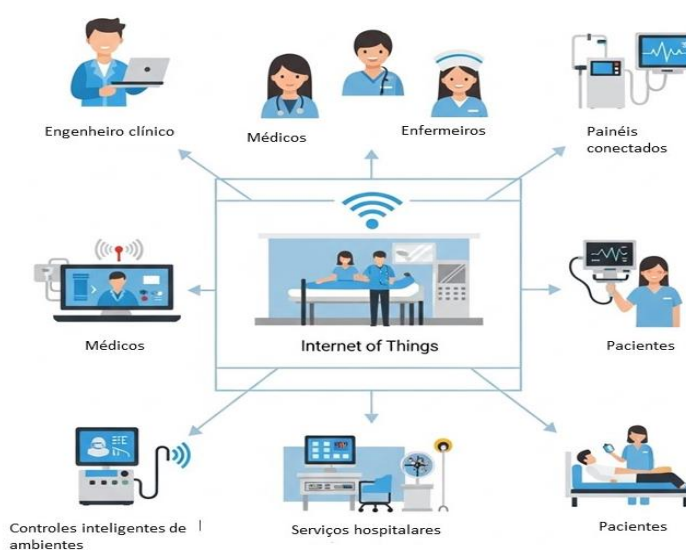 Engenheiro clínico
Médicos
Enfermeiros
Painéis
conectados
Médicos
Internet of Things
Pacientes
Controles inteligentes de
ambientes
Serviços hospitalares
Pacientes